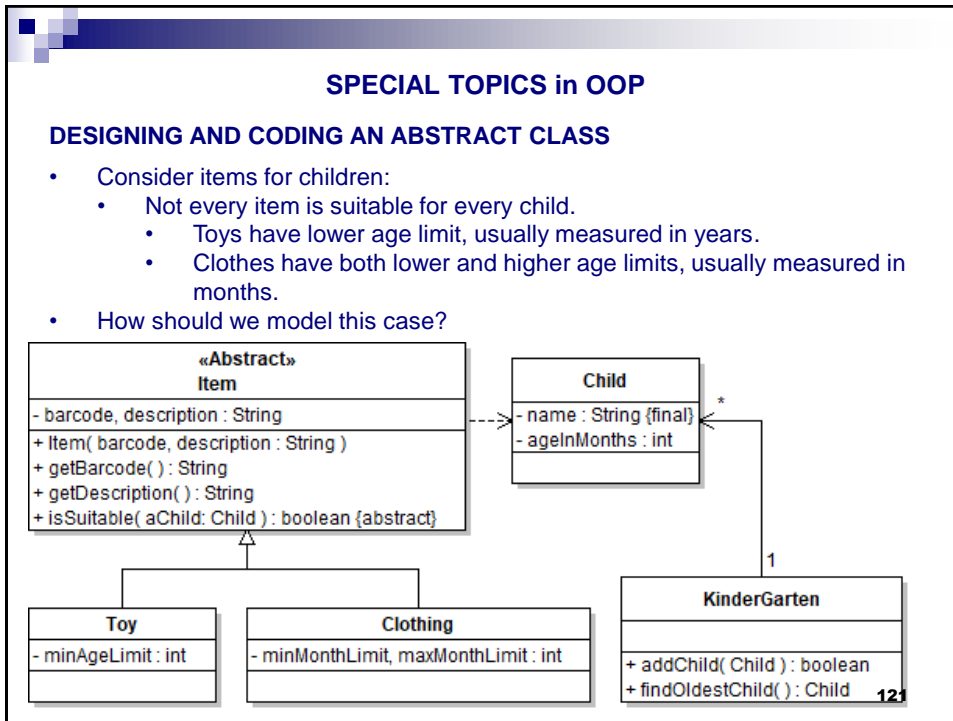 SPECIAL TOPICS in OOP
DESIGNING AND CODING AN ABSTRACT CLASS
• Consider items for children:
• Not every item is suitable for every child.
• Toys have lower age limit, usually measured in years.
• Clothes have both lower and higher age limits, usually measured in
months.
• How should we model this case?
«Abstract»
Item
- barcode, description : String
+ Item( barcode, description : String )
+ getBarcode( ) : String
+ getDescription( ) : String
+ isSuitable( aChild: Child ) : boolean {abstract}
Child
- name : String {final}
- ageInMonths : int
*
1
Toy
- minAgeLimit : int
Clothing
- minMonthLimit, maxMonthLimit : int
KinderGarten
+ addChild( Child ) : boolean
+ findOldestChild( ) : Child
121